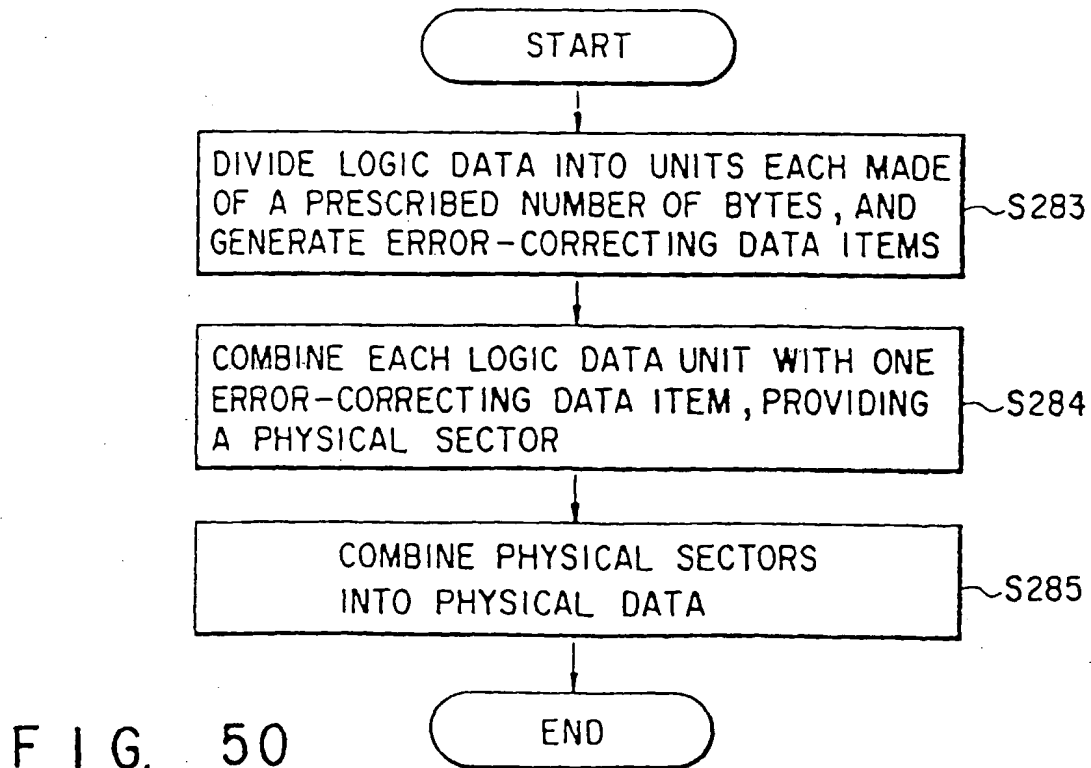 START
DIVIDE LOGIC DATA INTO UNITS EACH MADE
OF A PRESCRIBED NUMBER OF BYTES, AND
GENERATE ERROR-CORRECTING DATA ITEMS
S283
COMBINE EACH LOGIC DATA UNIT WITH ONE
ERROR-CORRECTING DATA ITEM, PROVIDING
A PHYSICAL SECTOR
S284
COMBINE PHYSICAL SECTORS
INTO PHYSICAL DATA
S285
END
FIG. 50